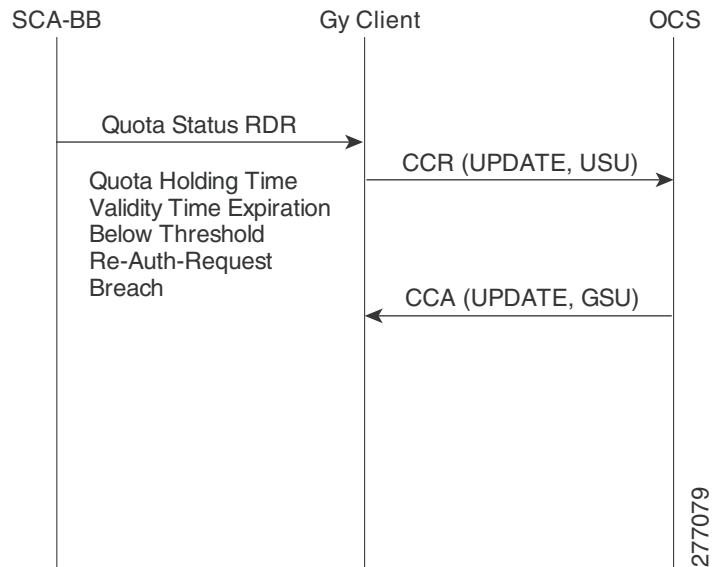 SCA-BB
Gy Client
OCS
Quota Status RDR
CCR (UPDATE, USU)
Quota Holding Time
Validity Time Expiration
Below Threshold
Re-Auth-Request
Breach
CCA (UPDATE, GSU)
277079